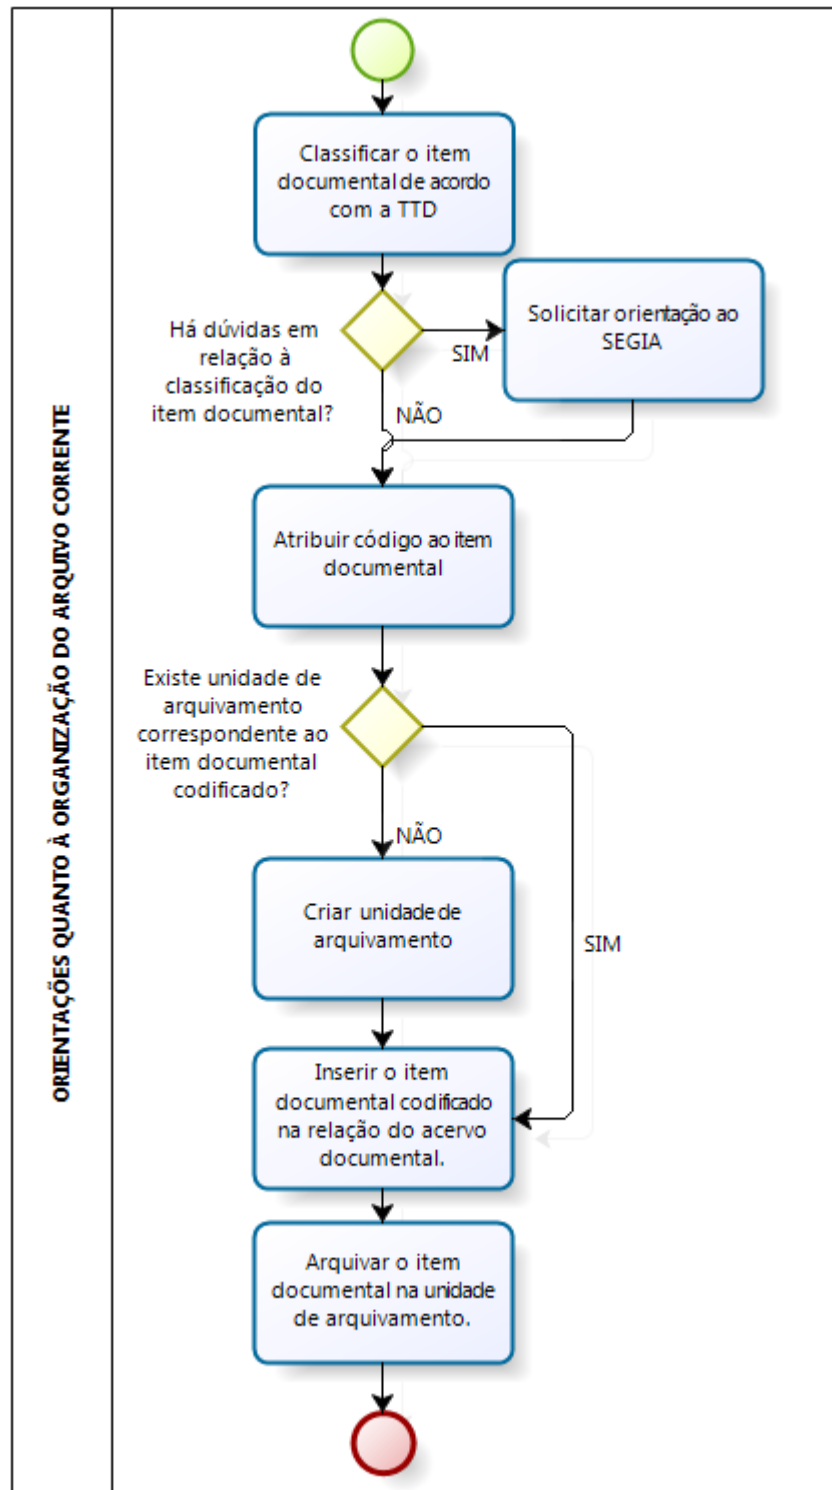 ORIENTAÇÕES QUANTO À ORGANIZAÇÃO DO ARQUIVO CORRENTE
Classificar o item
documental de acordo
com a TTD
Há dúvidas em
relação à
classificação do
item documental?
SIM
Solicitar orientação ao
SEGIA
NÃO
Atribuir código ao item
documental
Existe unidade de
arquivamento
correspondente ao
item documental
codificado?
NÃO
Criar unidade de
arquivamento
SIM
Inserir o item
documental codificado
na relação do acervo
documental.
Arquivar o item
documental na unidade
de arquivamento.